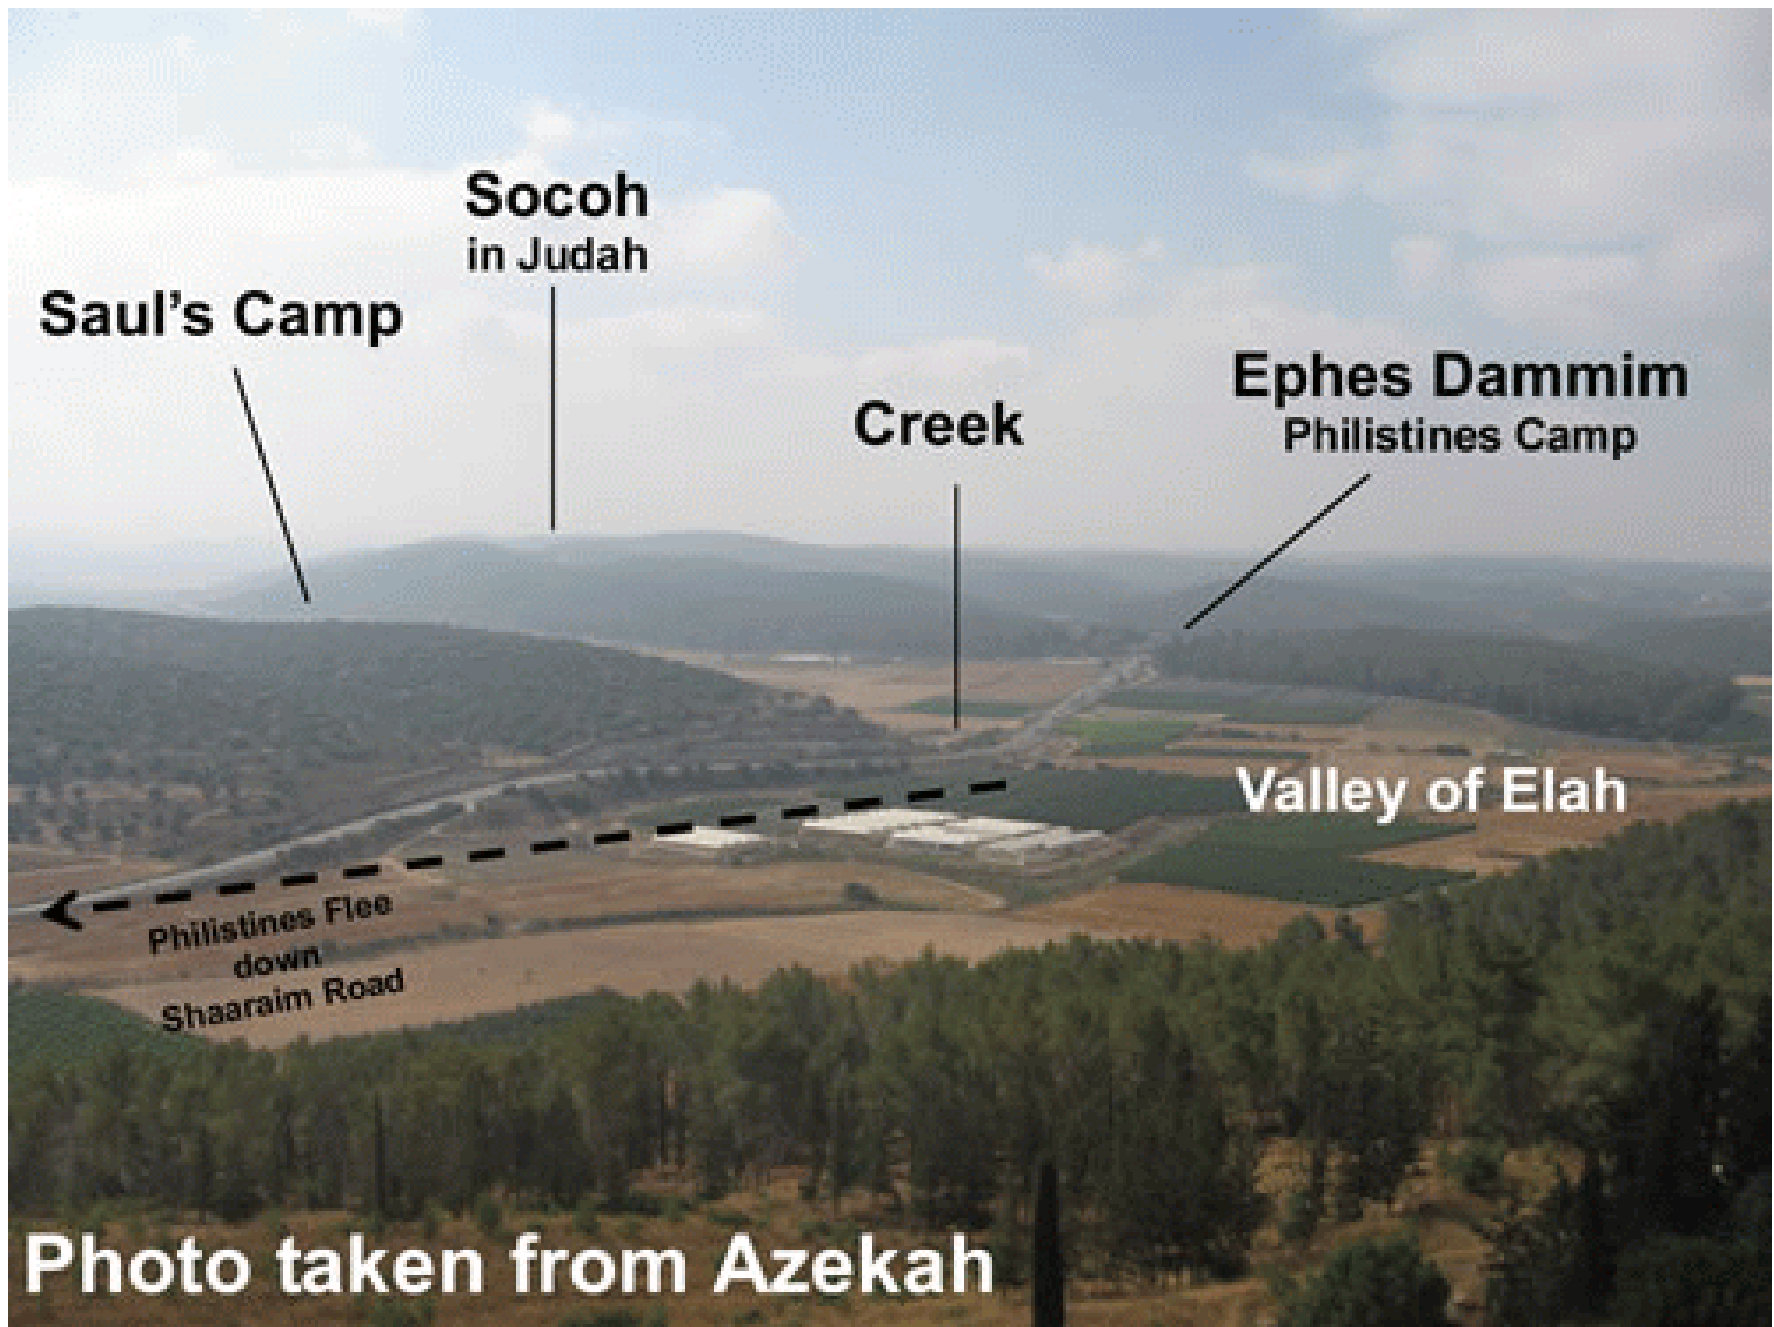 Socoh
in Judah
Saul's Camp
Ephes Dammim
Philistines Camp
Creek
Valley of Elah
Philistines Flee
down
Shaaraim Road
Photo taken from Azekah